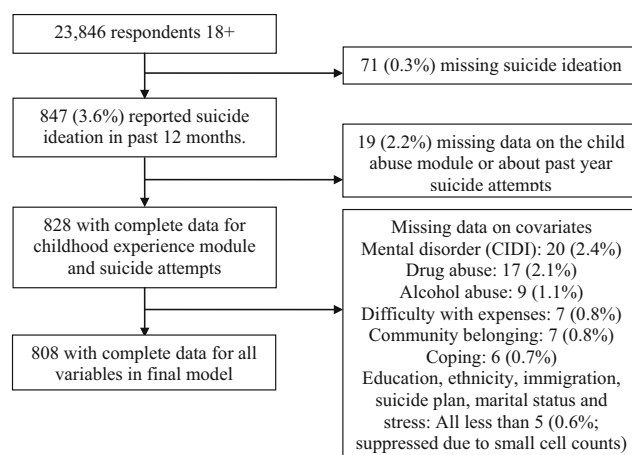 23,846 respondents 18+
71 (0.3%) missing suicide ideation
847 (3.6%) reported suicide
ideation in past 12 months.
19 (2.2%) missing data on the child
abuse module or about past year
suicide attempts
828 with complete data for
childhood experience module
and suicide attempts
Missing data on covariates
Mental disorder (CIDI): 20 (2.4%)
Drug abuse: 17 (2.1%)
Alcohol abuse: 9 (1.1%)
Difficulty with expenses: 7 (0.8%)
Community belonging: 7 (0.8%)
Coping: 6 (0.7%)
Education, ethnicity, immigration,
suicide plan, marital status and
stress: All less than 5 (0.6%;
suppressed due to small cell counts)
808 with complete data for all
variables in final model